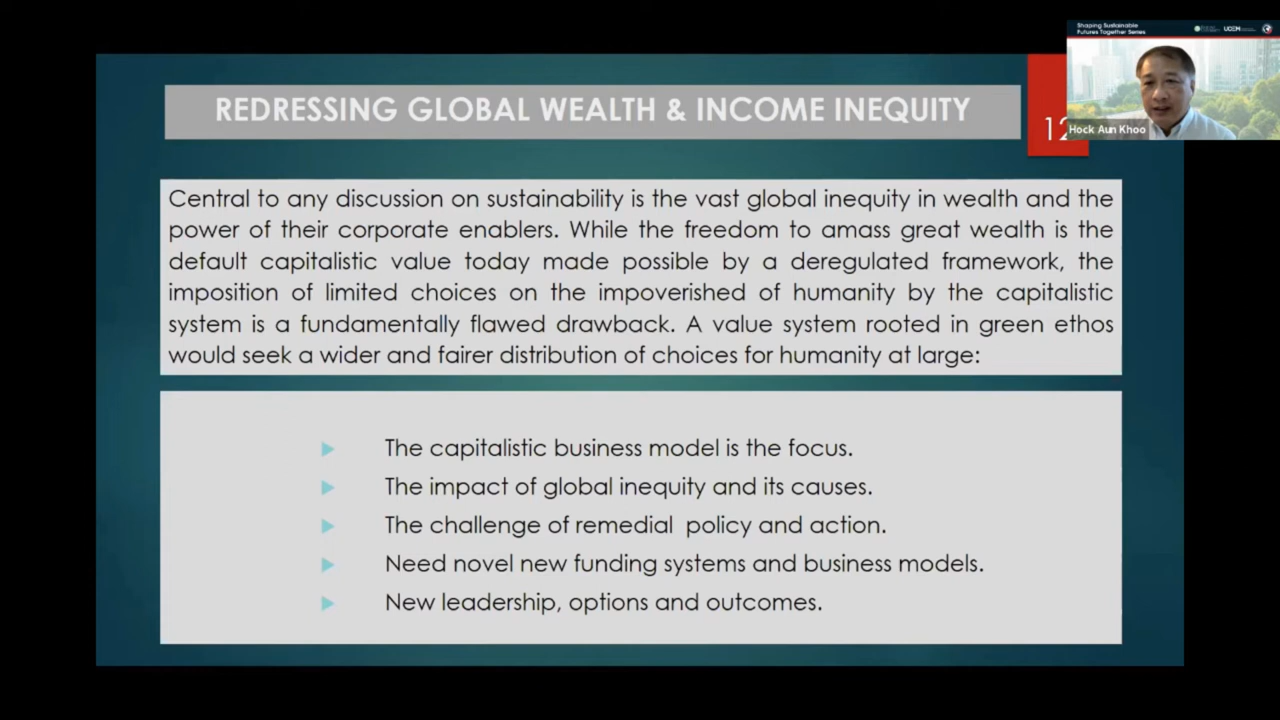 Shaping Sustainable
Futures Together Series
UCEM
REDRESSING GLOBAL WEALTH & INCOME INEQUITY
12
Hock Aun Khoo
Central to any discussion on sustainability is the vast global inequity in wealth and the
power of their corporate enablers. While the freedom to amass great wealth is the
default capitalistic value today made possible by a deregulated framework, the
imposition of limited choices on the impoverished of humanity by the capitalistic
system is a fundamentally flawed drawback. A value system rooted in green ethos
would seek a wider and fairer distribution of choices for humanity at large:
The capitalistic business model is the focus.
The impact of global inequity and its causes.
The challenge of remedial policy and action.
Need novel new funding systems and business models.
New leadership, options and outcomes.